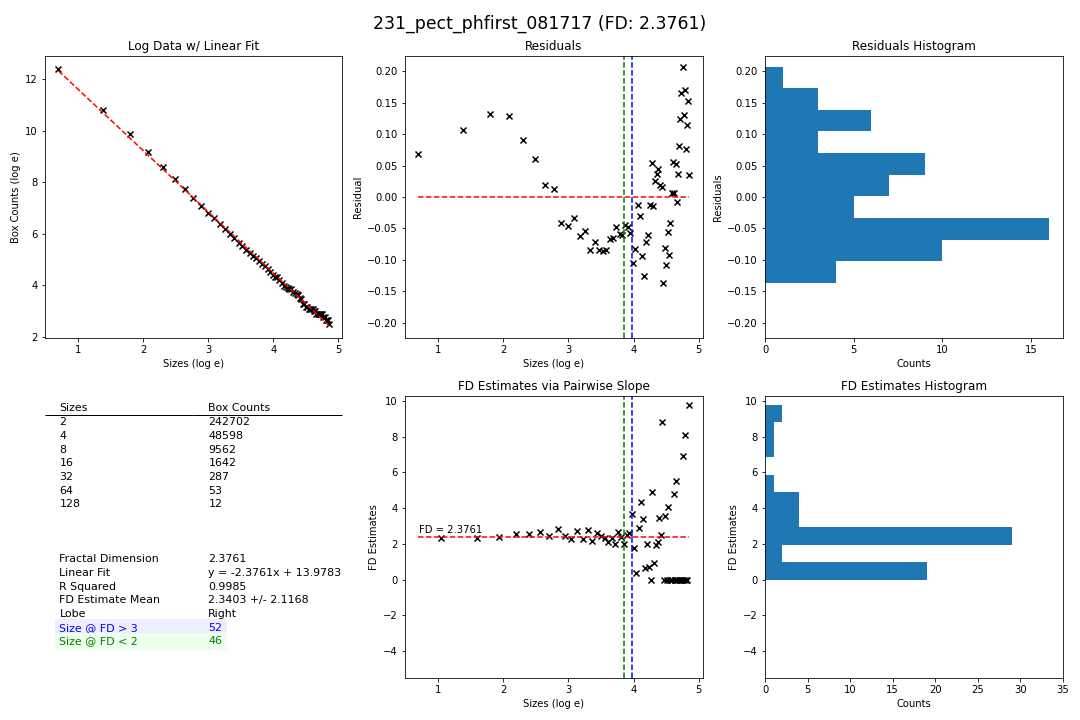 231_pect_phfirst_081717 (FD: 2.3761)
Log Data w/ Linear Fit
Box Counts (log e)
12
10
8
6
4
2
1 2 3 4 5
Sizes (log e)
Residuals
Residual
0.20
0.15
0.10
0.05
0.00
−0.05
−0.10
−0.15
−0.20
1 2 3 4 5
Sizes (log e)
Residuals Histogram
Residuals
0.20
0.15
0.10
0.05
0.00
−0.05
−0.10
−0.15
−0.20
0 5 10 15
Counts
Sizes Box Counts
2 242702
4 48598
8 9562
16 1642
32 287
64 53
128 12
Fractal Dimension 2.3761
Linear Fit y = -2.3761x + 13.9783
R Squared 0.9985
FD Estimate Mean 2.3403 +/- 2.1168
Lobe Right
Size @ FD > 3 52
Size @ FD < 2 46
FD Estimates via Pairwise Slope
FD Estimates
10
8
6
4
2
0
−2
−4
FD = 2.3761
1 2 3 4 5
Sizes (log e)
FD Estimates Histogram
FD Estimates
10
8
6
4
2
0
−2
−4
0 5 10 15 20 25 30 35
Counts